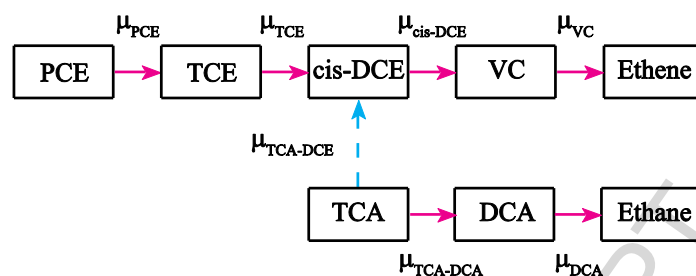 μPCE μTCE μcis-DCE μVC
PCE TCE cis-DCE VC Ethene
μTCA-DCE
TCA DCA Ethane
μTCA-DCA μDCA